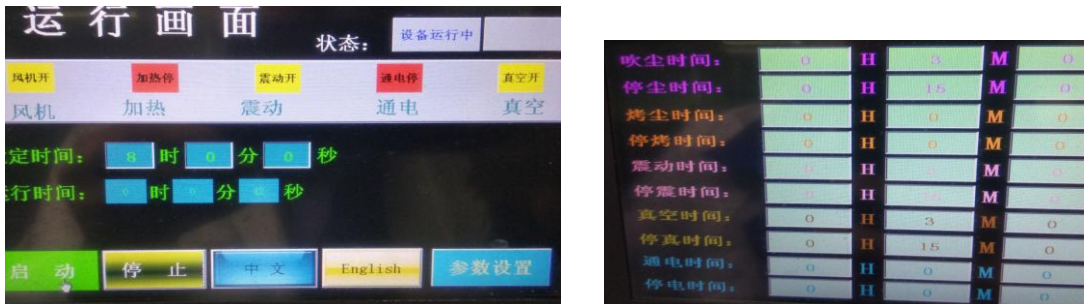 运行画面
状态： 设备运行中
风机开 加热停 震动开 通电停 真空开
风机 加热 震动 通电 真空
定时间： 8 时 0 分 0 秒
行时间： 时 分 秒
启动 停止 中文 English 参数设置
吹尘时间： 0 H 3 M 0
停尘时间： 0 H 15 M 0
烤尘时间： 0 H 0 M 0
停烤时间： 0 H 0 M 0
震动时间： 0 H M 0
停震时间： 0 H M 0
真空时间： 0 H 3 M 0
停真时间： 0 H 15 M 0
通电时间： 0 H 0 M 0
停电时间： 0 H 0 M 0